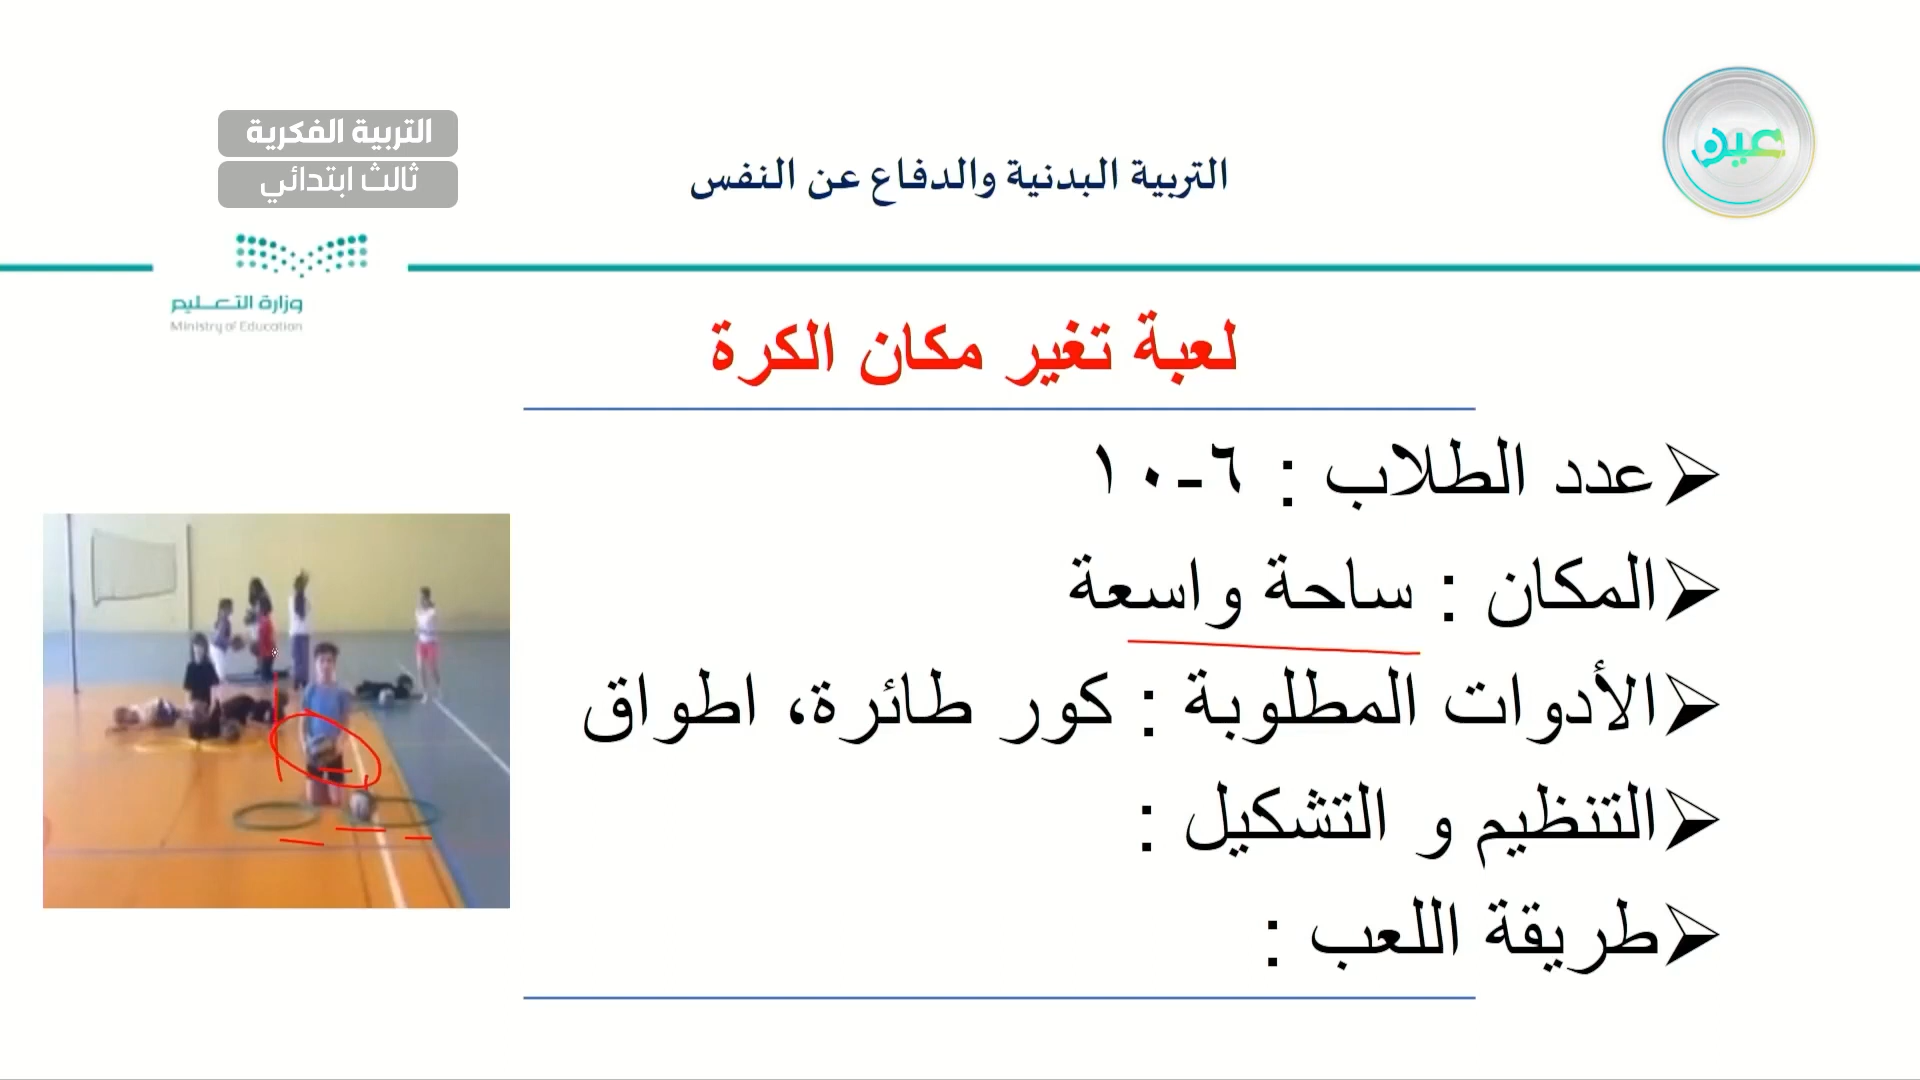 التربية الفكرية
ثالث ابتدائي
عين
التربية البدنية والدفاع عن النفس
وزارة التعـليم
Ministry of Education
لعبة تغير مكان الكرة
عدد الطلاب : ٦-١٠
المكان : ساحة واسعة
الأدوات المطلوبة : كور طائرة، اطواق
التنظيم و التشكيل :
طريقة اللعب :